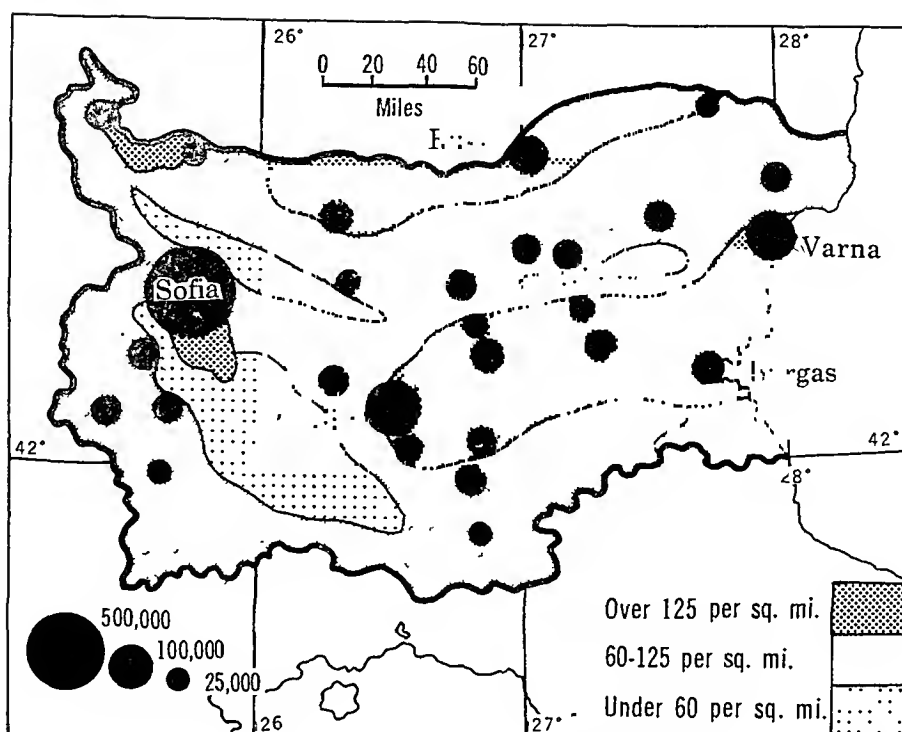 26°
27°
28°
0 20 40 60
Miles
Sofia
Varna
42°
42°
28°
500,000
100,000
25,000
Over 125 per sq. mi.
60-125 per sq. mi.
Under 60 per sq. mi.
26
27°